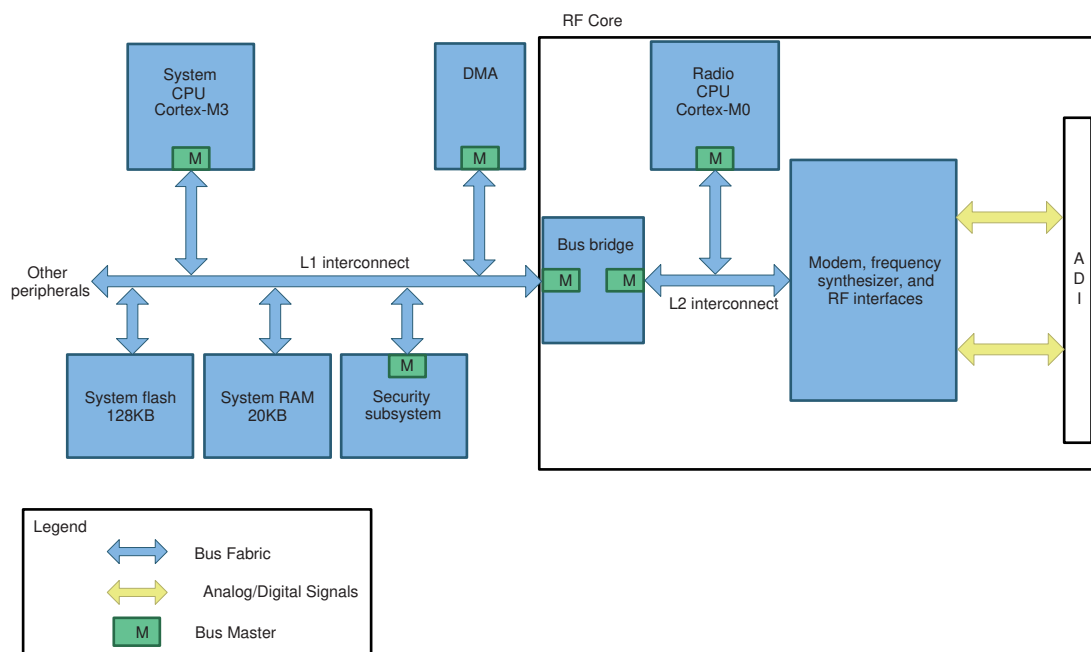 RF Core
System
CPU
Cortex-M3
M
DMA
M
Radio
CPU
Cortex-M0
M
Other
peripherals
L1 interconnect
Bus bridge
M
M
L2 interconnect
Modem, frequency
synthesizer, and
RF interfaces
A
D
I
System flash
128KB
System RAM
20KB
M
Security
subsystem
Legend
Bus Fabric
Analog/Digital Signals
M
Bus Master